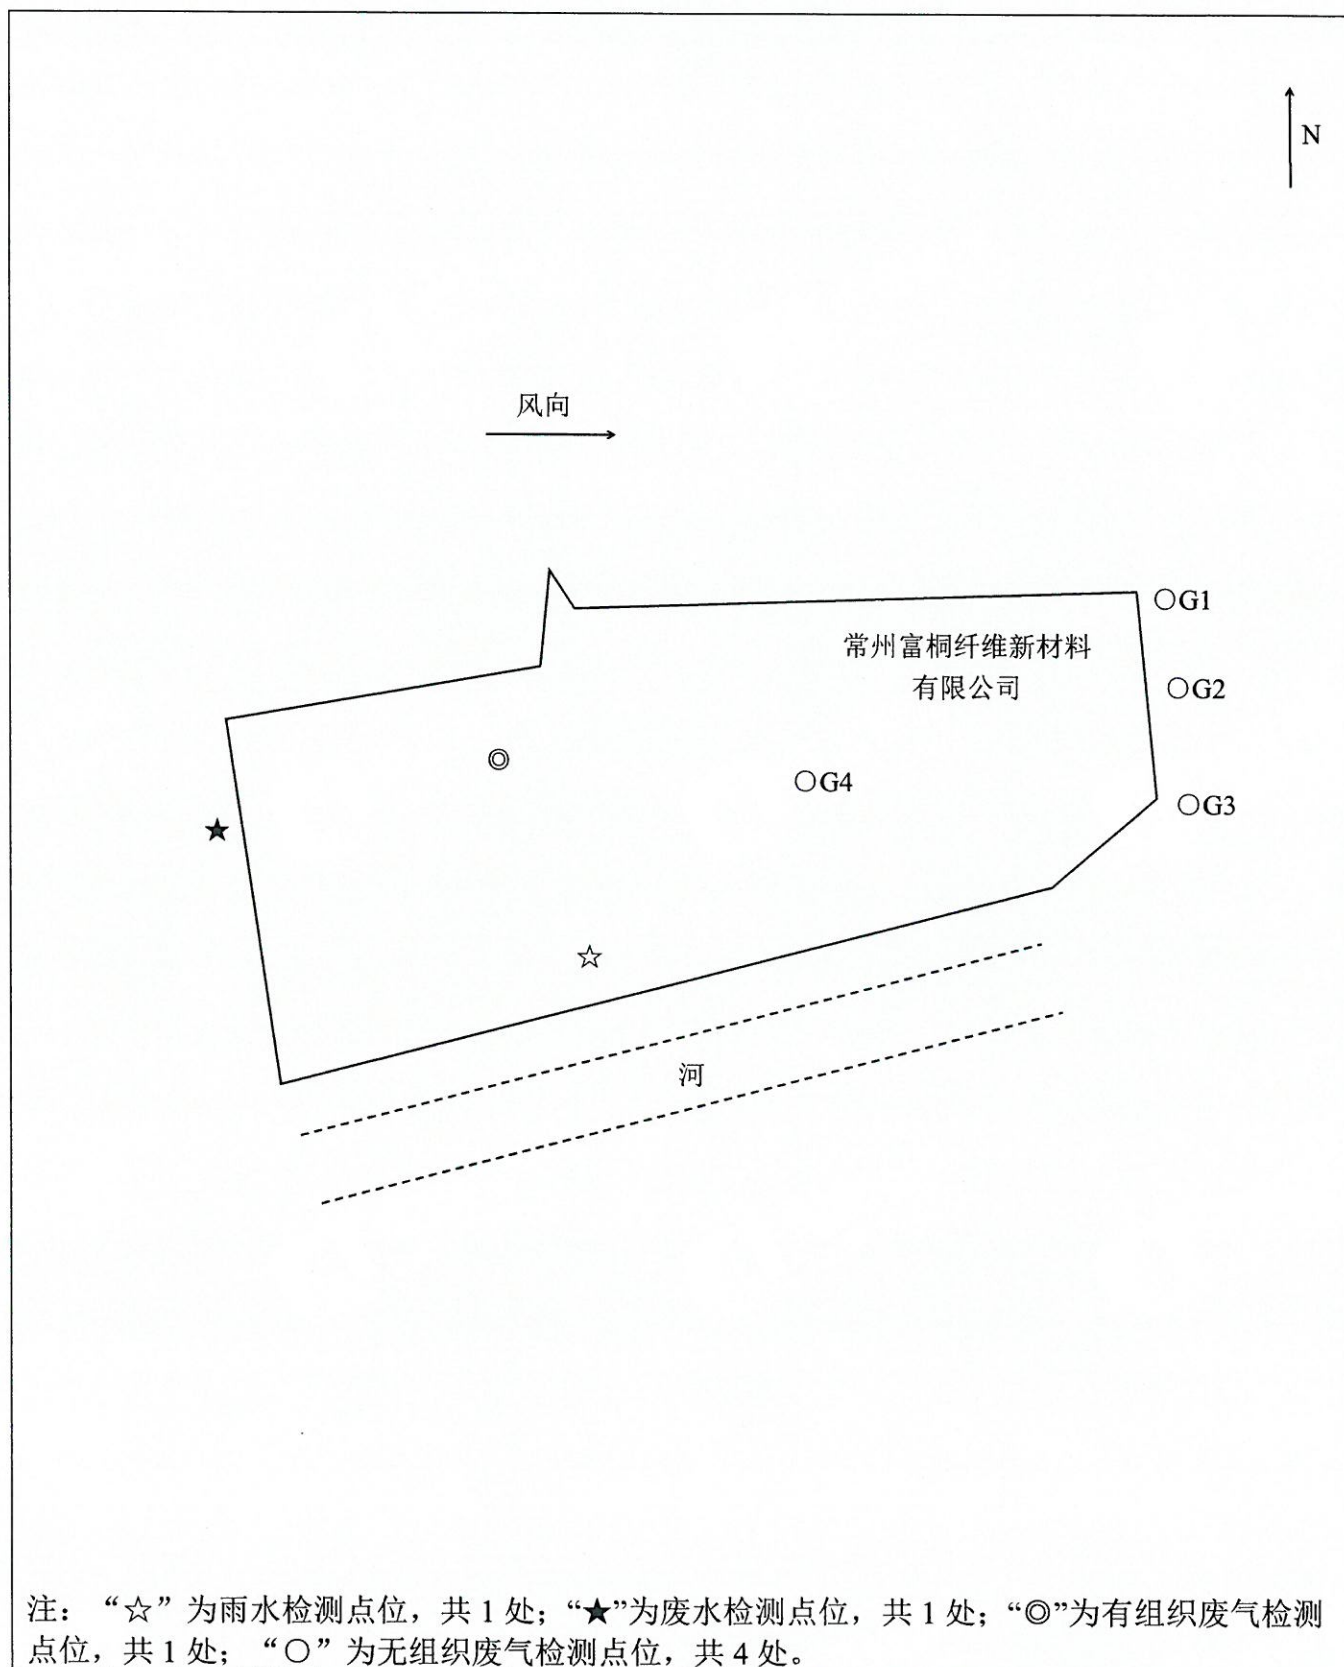 N
风向
○G1
常州富桐纤维新材料
有限公司
○G2
○G4
○G3
河
注：“☆”为雨水检测点位，共 1 处；“★”为废水检测点位，共 1 处；“◎”为有组织废气检测
点位，共 1 处；“○”为无组织废气检测点位，共 4 处。